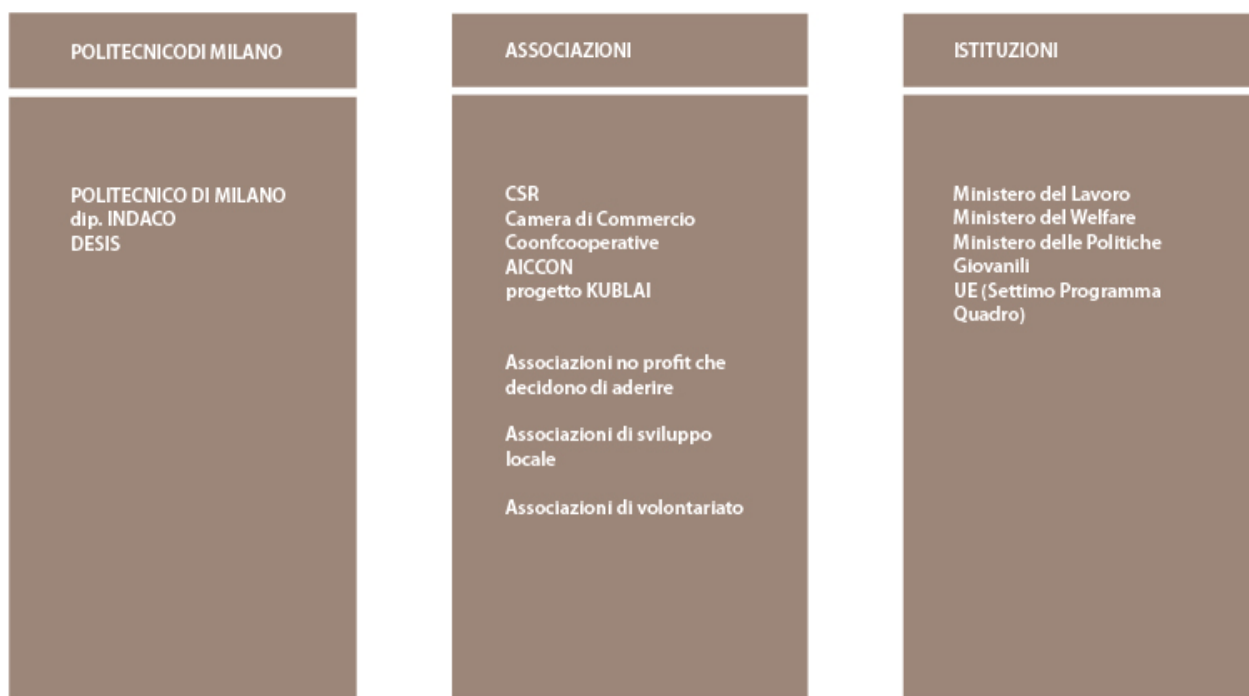 POLITECNICODI MILANO
POLITECNICO DI MILANO
dip. INDACO
DESIS
ASSOCIAZIONI
CSR
Camera di Commercio
Coonfcooperative
AICCON
progetto KUBLAI
Associazioni no profit che
decidono di aderire
Associazioni di sviluppo
locale
Associazioni di volontariato
ISTITUZIONI
Ministero del Lavoro
Ministero del Welfare
Ministero delle Politiche
Giovanili
UE (Settimo Programma
Quadro)